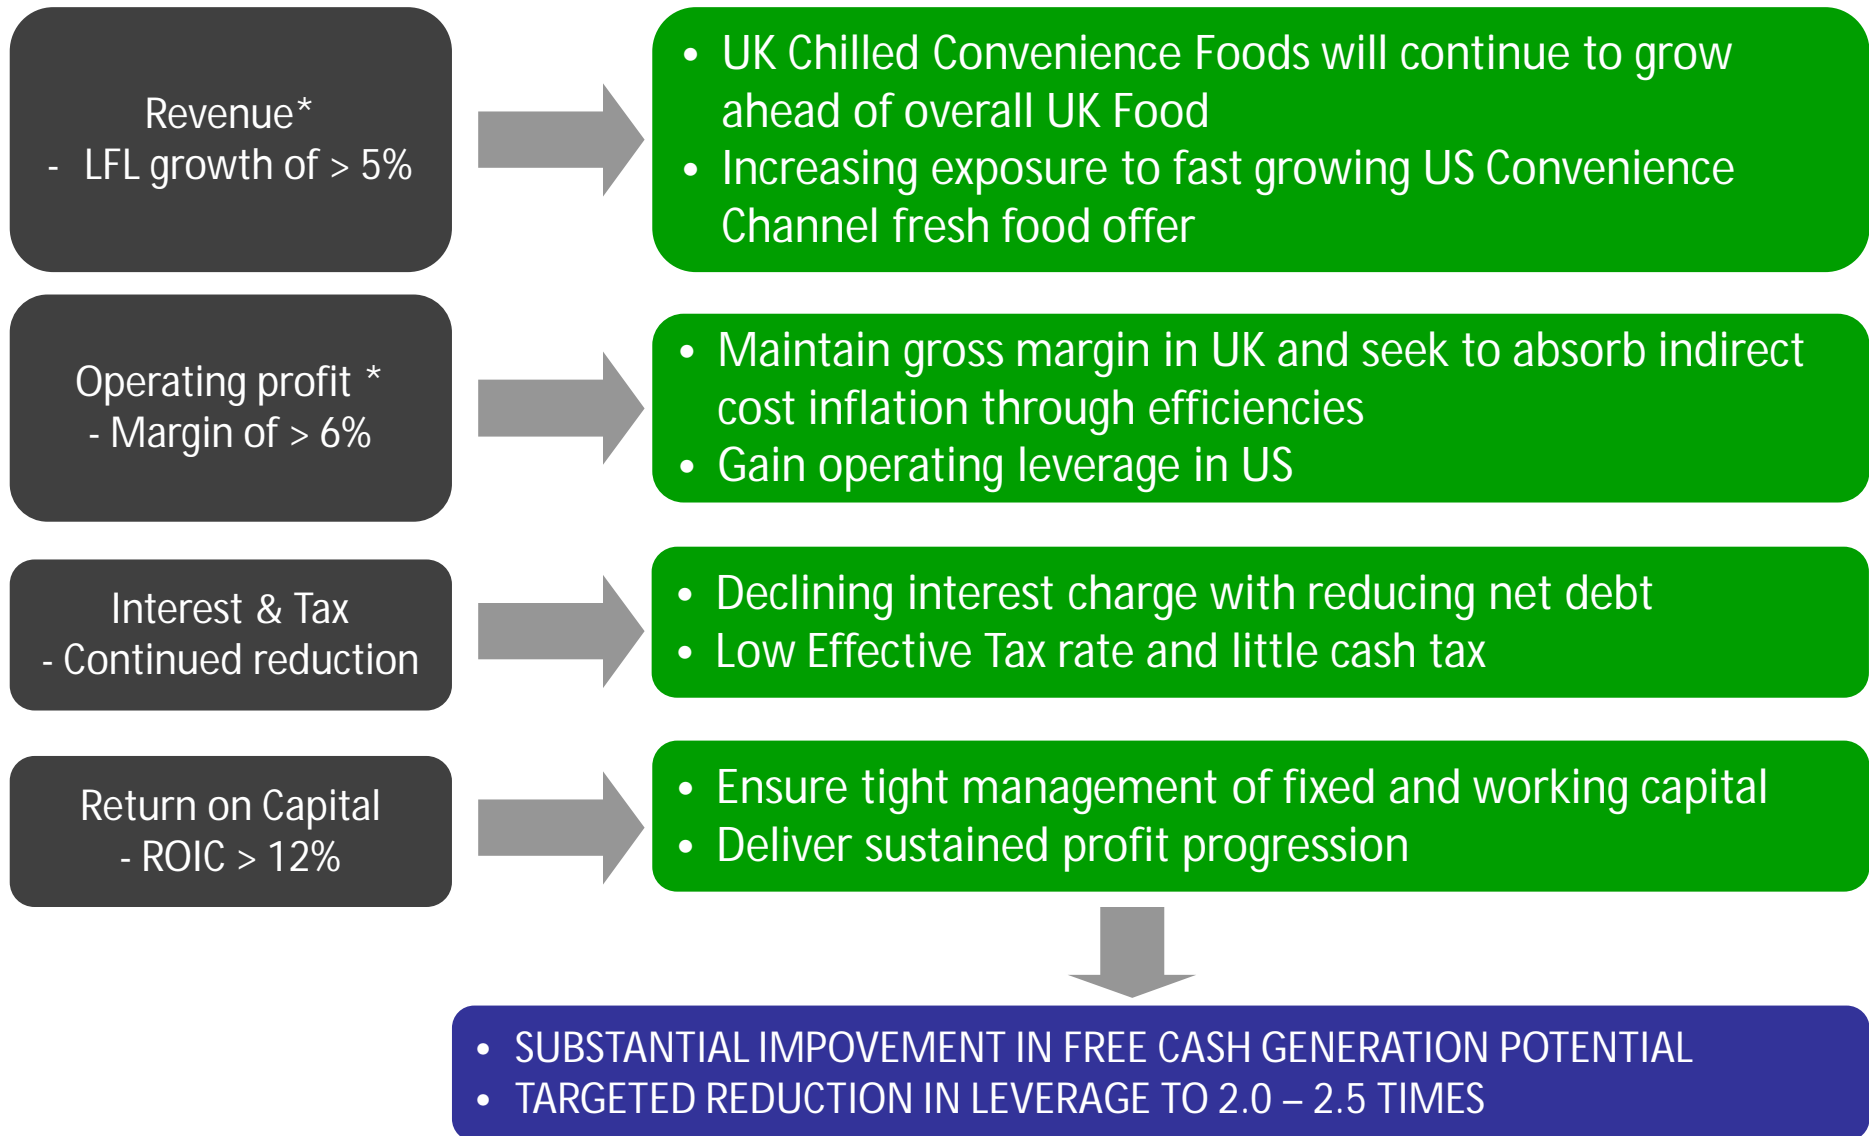 Revenue*
- LFL growth of > 5%
• UK Chilled Convenience Foods will continue to grow
ahead of overall UK Food
• Increasing exposure to fast growing US Convenience
Channel fresh food offer
Operating profit *
- Margin of > 6%
• Maintain gross margin in UK and seek to absorb indirect
cost inflation through efficiencies
• Gain operating leverage in US
Interest & Tax
- Continued reduction
• Declining interest charge with reducing net debt
• Low Effective Tax rate and little cash tax
Return on Capital
- ROIC > 12%
• Ensure tight management of fixed and working capital
• Deliver sustained profit progression
• SUBSTANTIAL IMPOVEMENT IN FREE CASH GENERATION POTENTIAL
• TARGETED REDUCTION IN LEVERAGE TO 2.0 – 2.5 TIMES